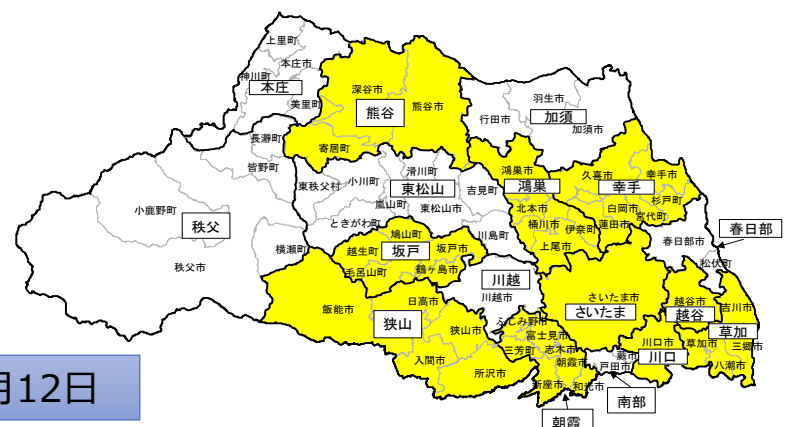 上里町
本庄市
神川町
本庄
美里町
深谷市
熊谷市
熊谷
寄居町
羽生市
行田市
加須
加須市
長瀞町
皆野町
小鹿野町
秩父
横瀬町
秩父市
東秩父村
小川町
滑川町
東松山
嵐山町
東松山市
吉見町
ときがわ町
川島町
鴻巣市
鴻巣
北本市
桶川市
伊奈町
上尾市
久喜市
幸手市
幸手
白岡市
杉戸町
蓮田市
宮代町
春日部市
春日部
松伏町
鳩山町
越生町
坂戸
坂戸市
毛呂山町
鶴ヶ島市
川越
川越市
飯能市
日高市
狭山
狭山市
入間市
所沢市
ふじみ野市
富士見市
三芳町
志木市
朝霞市
新座市
和光市
朝霞
さいたま市
さいたま
川口市
川口
蕨市
戸田市
南部
越谷市
越谷
吉川市
草加
草加市
三郷市
八潮市
月12日